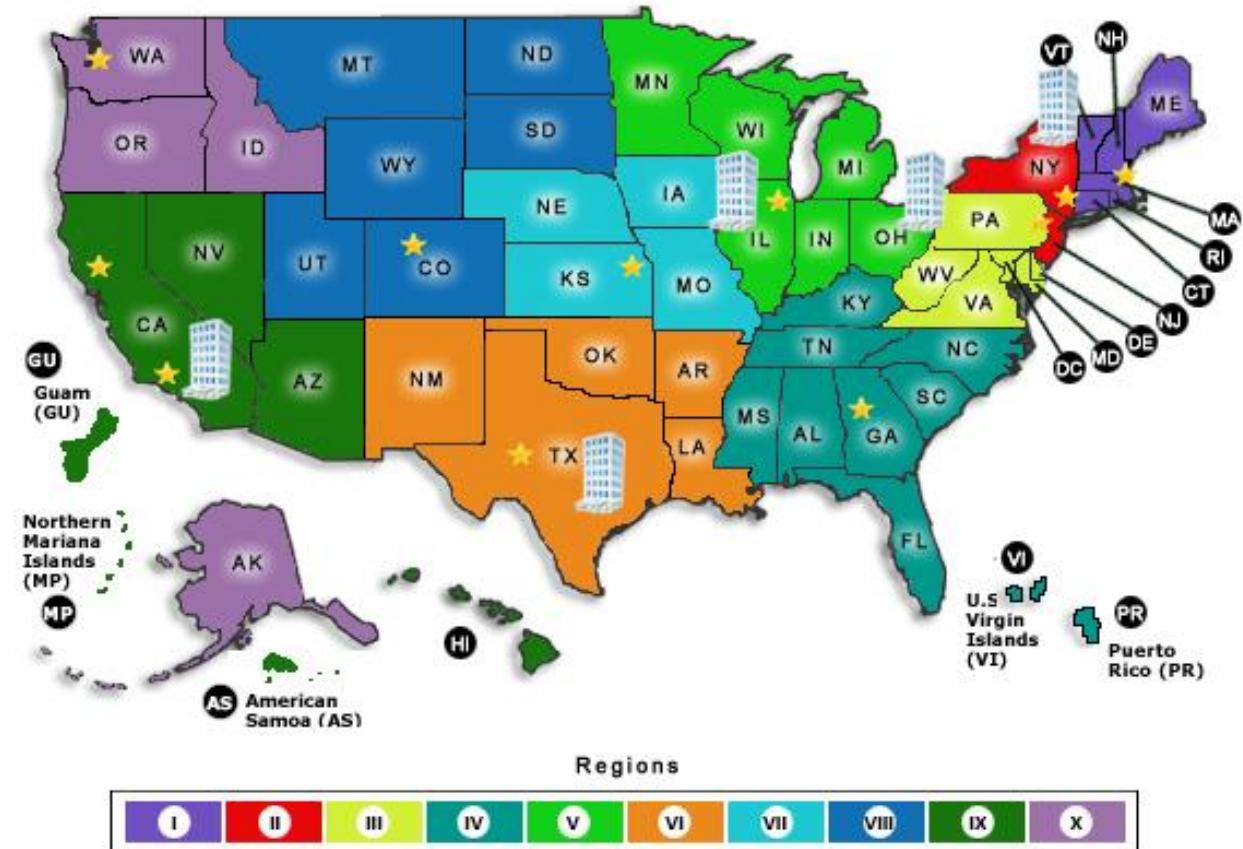 WA
MT
ND
MN
VT
NH
ME
OR
ID
SD
WI
MI
NY
WY
IA
NE
PA
MA
NV
UT
CO
KS
MO
IL
IN
OH
WV
VA
RI
CT
NJ
DE
MD
DC
CA
KY
AZ
NM
OK
AR
TN
NC
SC
MS
AL
GA
TX
LA
FL
GU
Guam
(GU)
Northern
Mariana
Islands
(MP)
MP
AK
HI
AS
American
Samoa (AS)
VI
U.S
Virgin
Islands
(VI)
PR
Puerto
Rico (PR)
Regions
I II III IV V VI VII VIII IX X